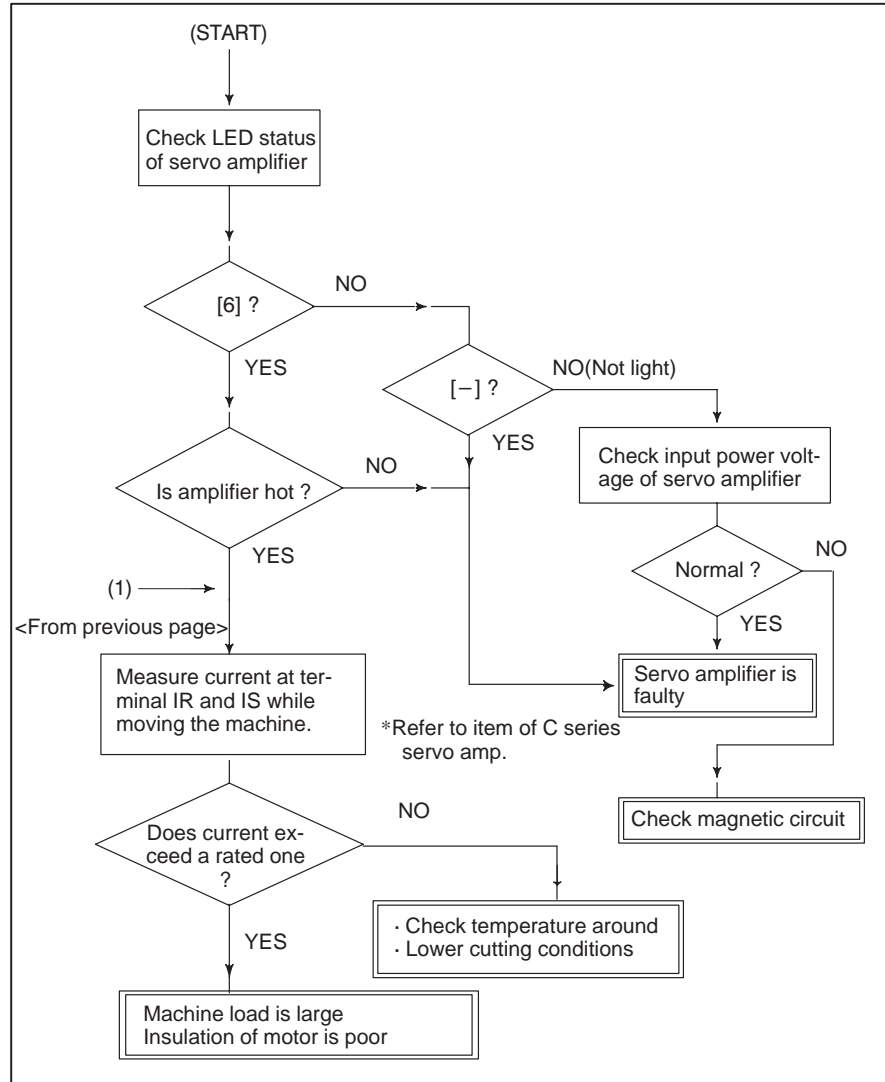 (START)
Check LED status
of servo amplifier
[6] ?
NO
YES
[−] ?
NO(Not light)
YES
Is amplifier hot ?
NO
YES
Check input power volt-
age of servo amplifier
Normal ?
NO
YES
(1)
<From previous page>
Measure current at ter-
minal IR and IS while
moving the machine.
Servo amplifier is
faulty
*Refer to item of C series
servo amp.
Check magnetic circuit
Does current ex-
ceed a rated one
?
NO
YES
· Check temperature around
· Lower cutting conditions
Machine load is large
Insulation of motor is poor